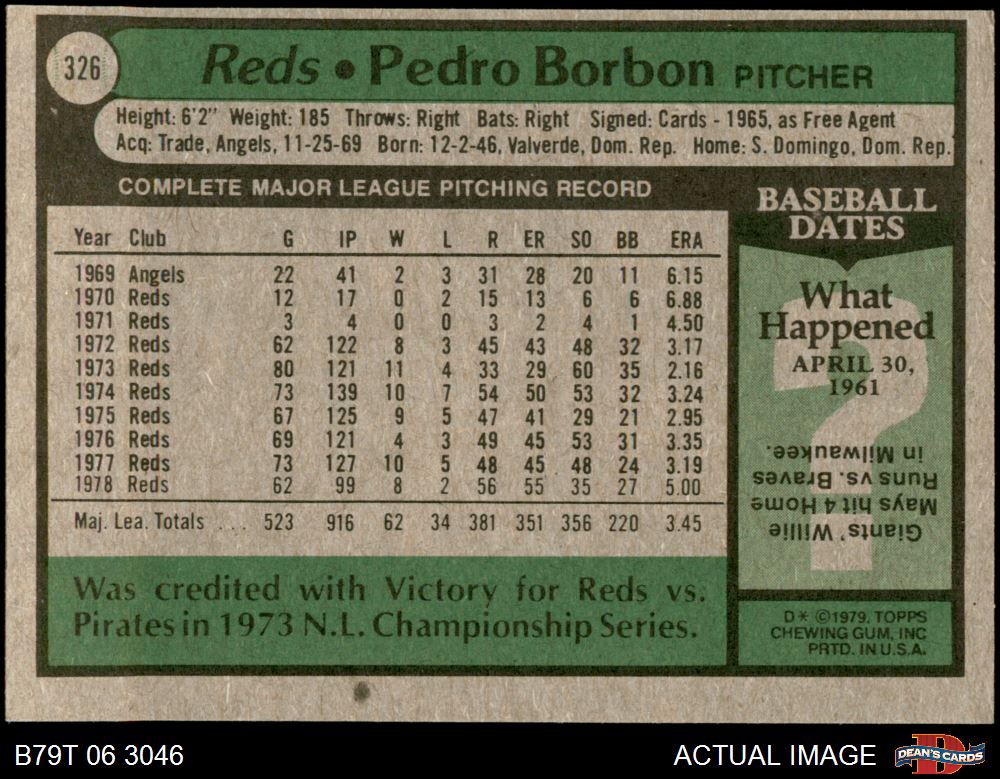 326
Reds • Pedro Borbon PITCHER
Height: 6'2" Weight: 185 Throws: Right Bats: Right Signed: Cards - 1965, as Free Agent
Acq: Trade, Angels, 11-25-69 Born: 12-2-46, Valverde, Dom. Rep. Home: S. Domingo, Dom. Rep.
COMPLETE MAJOR LEAGUE PITCHING RECORD
Year Club G IP W L R ER SO BB ERA
1969 Angels 22 41 2 3 31 28 20 11 6.15
1970 Reds 12 17 0 2 15 13 6 6 6.88
1971 Reds 3 4 0 0 3 2 4 1 4.50
1972 Reds 62 122 8 3 45 43 48 32 3.17
1973 Reds 80 121 11 4 33 29 60 35 2.16
1974 Reds 73 139 10 7 54 50 53 32 3.24
1975 Reds 67 125 9 5 47 41 29 21 2.95
1976 Reds 69 121 4 3 49 45 53 31 3.35
1977 Reds 73 127 10 5 48 45 48 24 3.19
1978 Reds 62 99 8 2 56 55 35 27 5.00
Maj. Lea. Totals ... 523 916 62 34 381 351 356 220 3.45
Was credited with Victory for Reds vs.
Pirates in 1973 N.L. Championship Series.
BASEBALL
DATES
What
Happened
APRIL 30,
1961
?
Giants' Willie
Mays hit 4 Home
Runs vs. Braves
in Milwaukee.
D* ©1979. TOPPS
CHEWING GUM, INC
PRTD. IN U.S.A.
B79T 06 3046
ACTUAL IMAGE
D
DEAN'S CARDS